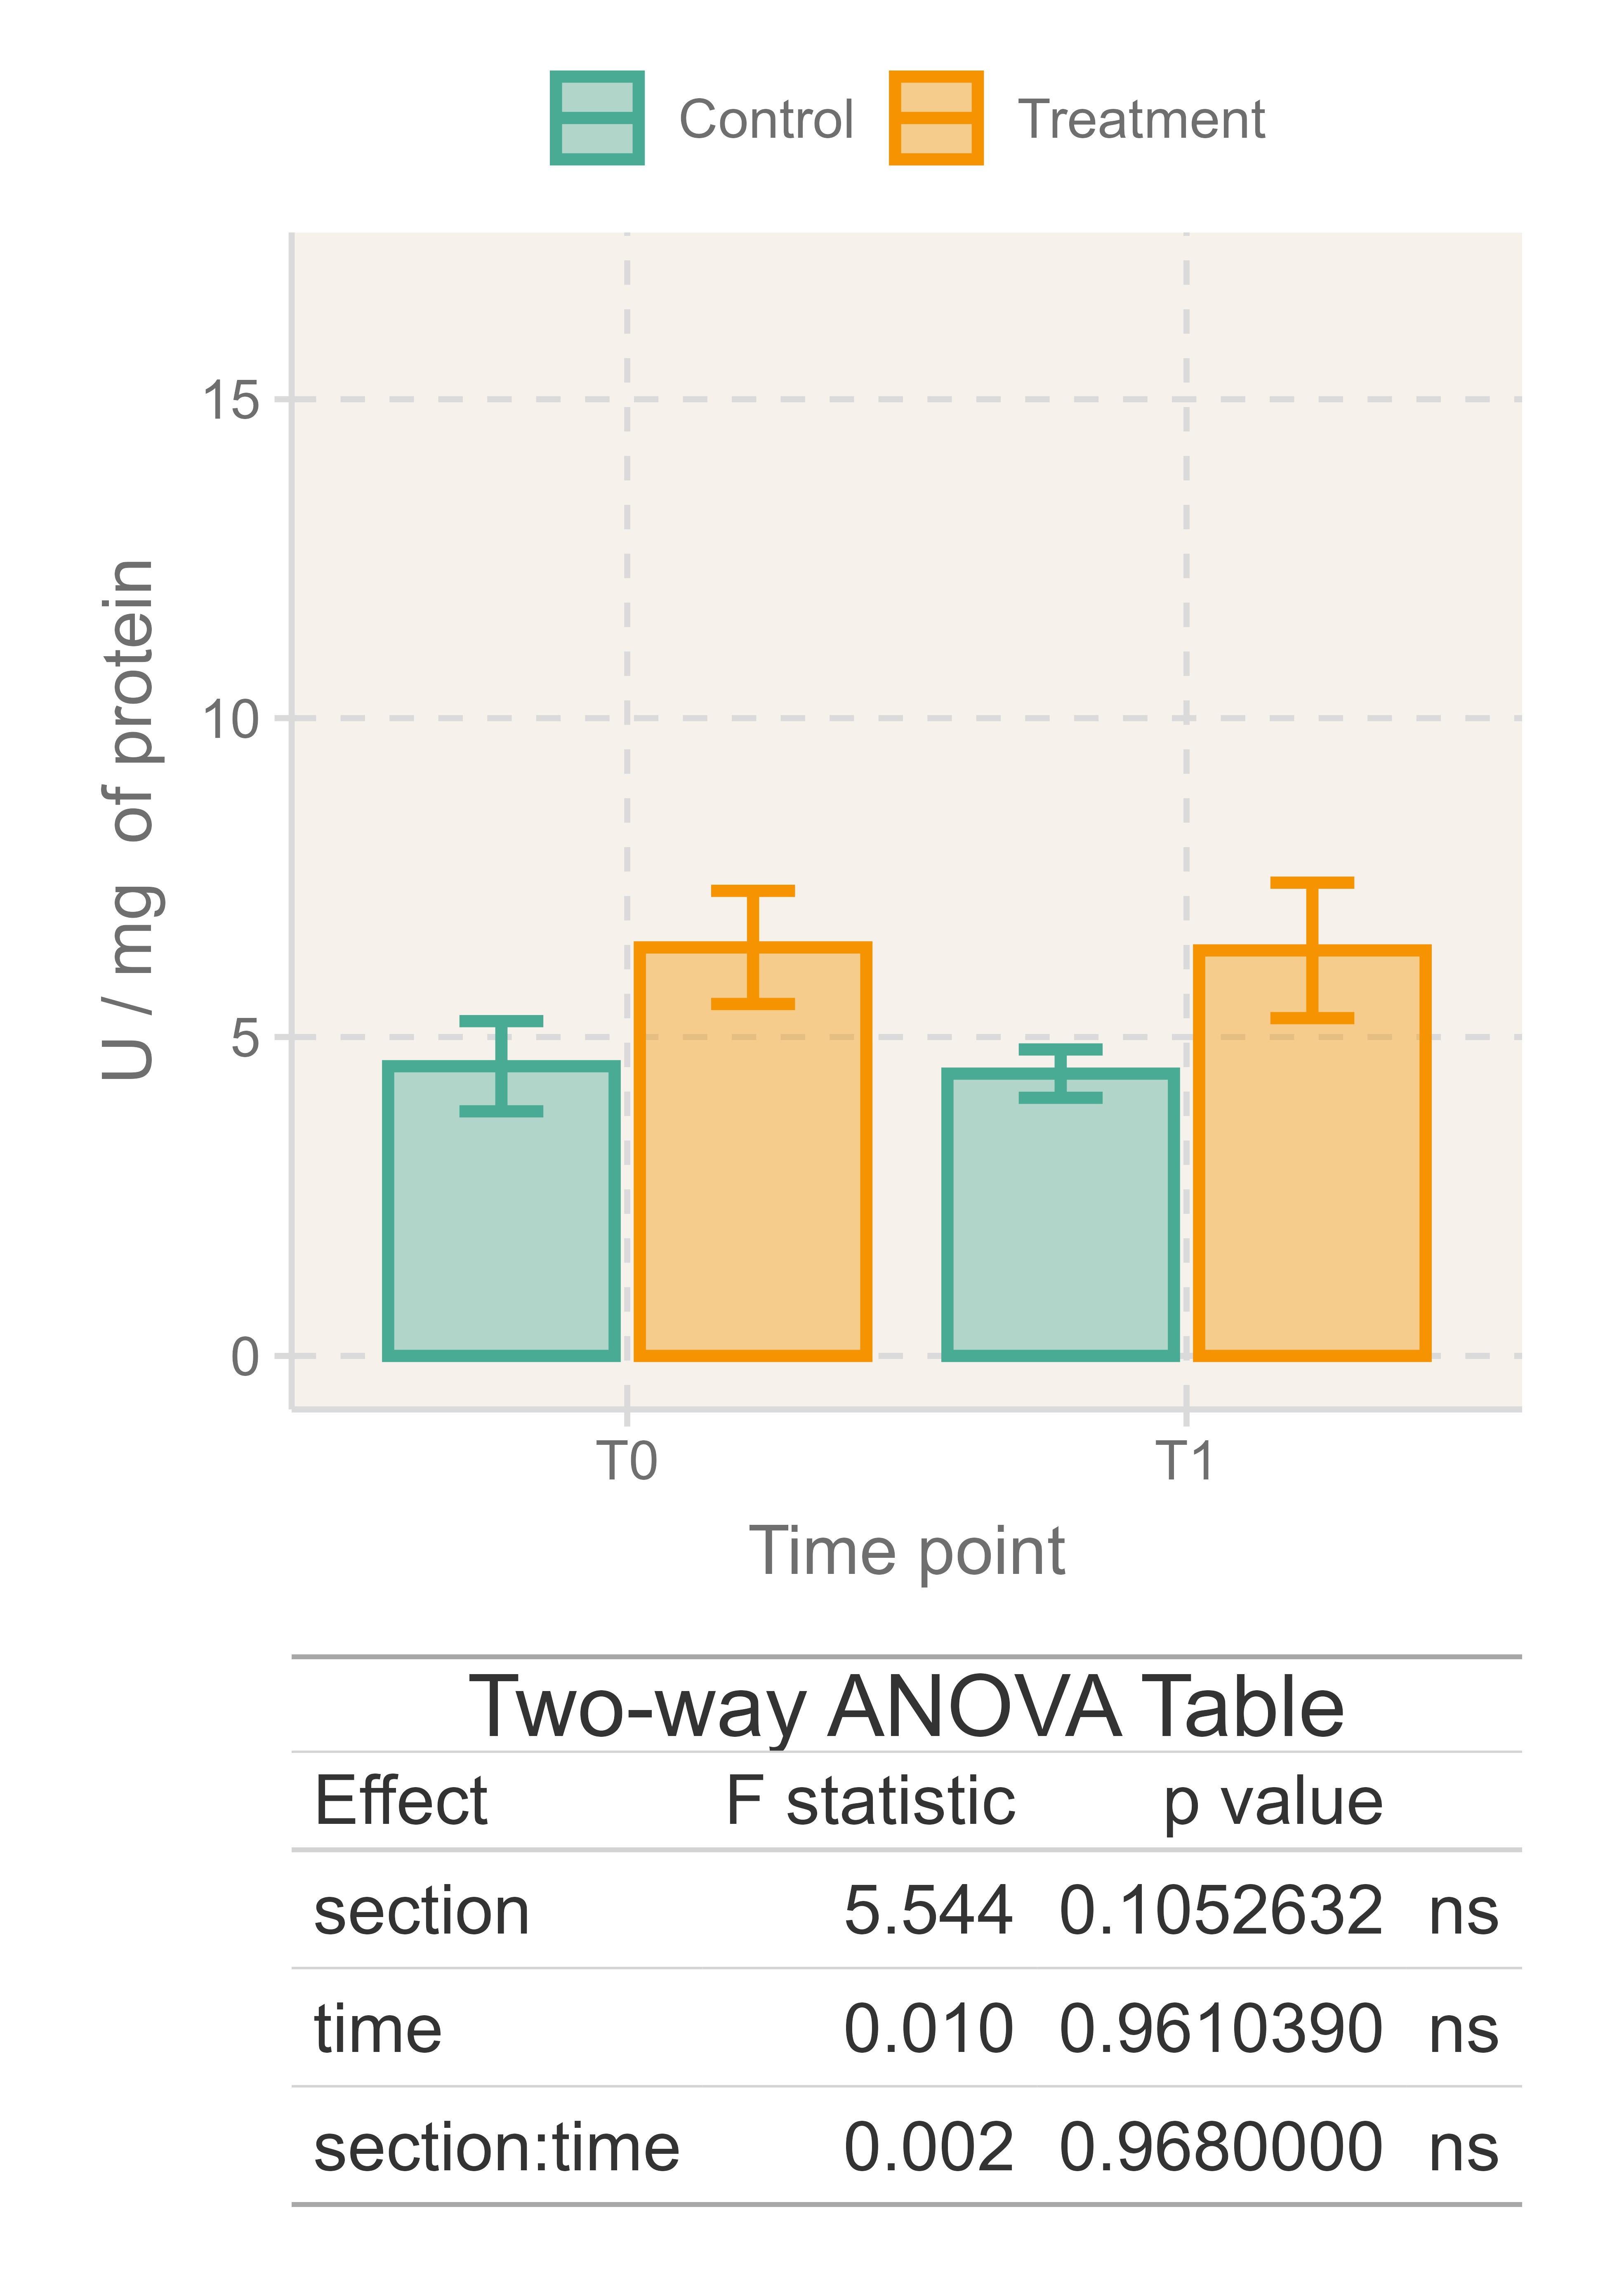 Control Treatment
15
10
5
0
U / mg of protein
T0 T1
Time point
Two-way ANOVA Table
Effect F statistic p value
section 5.544 0.1052632 ns
time 0.010 0.9610390 ns
section:time 0.002 0.9680000 ns